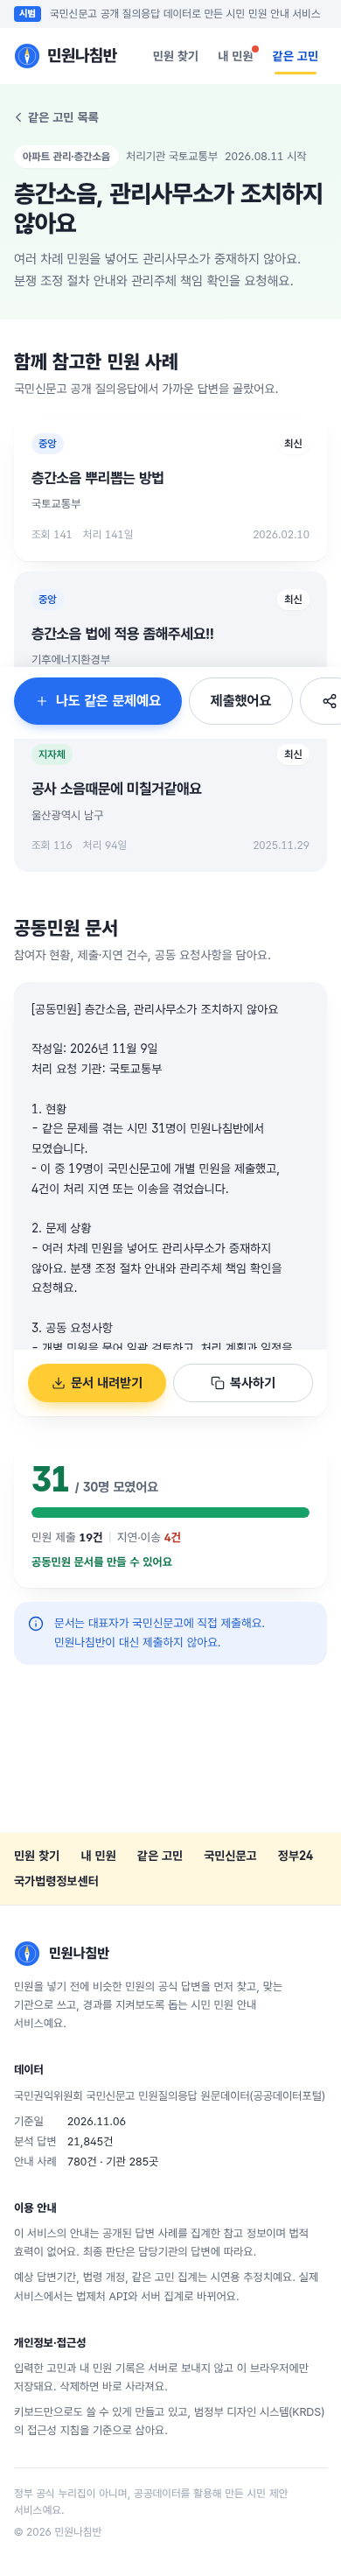 시범 국민신문고 공개 질의응답 데이터로 만든 시민 민원 안내 서비스
민원나침반 민원 찾기 내 민원 같은 고민
같은 고민 목록
아파트 관리·층간소음 처리기관 국토교통부 2026.08.11 시작
층간소음, 관리사무소가 조치하지
않아요
여러 차례 민원을 넣어도 관리사무소가 중재하지 않아요.
분쟁 조정 절차 안내와 관리주체 책임 확인을 요청해요.
함께 참고한 민원 사례
국민신문고 공개 질의응답에서 가까운 답변을 골랐어요.
중앙 최신
층간소음 뿌리뽑는 방법
국토교통부
조회 141 처리 141일 2026.02.10
중앙 최신
층간소음 법에 적용 좀해주세요!!
기후에너지환경부
나도 같은 문제예요 제출했어요
지자체 최신
공사 소음때문에 미칠거같애요
울산광역시 남구
조회 116 처리 94일 2025.11.29
공동민원 문서
참여자 현황, 제출·지연 건수, 공동 요청사항을 담아요.
[공동민원] 층간소음, 관리사무소가 조치하지 않아요
작성일: 2026년 11월 9일
처리 요청 기관: 국토교통부
1. 현황
- 같은 문제를 겪는 시민 31명이 민원나침반에서
모였습니다.
- 이 중 19명이 국민신문고에 개별 민원을 제출했고,
4건이 처리 지연 또는 이송을 겪었습니다.
2. 문제 상황
- 여러 차례 민원을 넣어도 관리사무소가 중재하지
않아요. 분쟁 조정 절차 안내와 관리주체 책임 확인을
요청해요.
3. 공동 요청사항
- 개별 민원을 묶어 일괄 검토하고, 처리 계획과 일정을
문서 내려받기 복사하기
31 / 30명 모였어요
민원 제출 19건 | 지연·이송 4건
공동민원 문서를 만들 수 있어요
문서는 대표자가 국민신문고에 직접 제출해요.
민원나침반이 대신 제출하지 않아요.
민원 찾기 내 민원 같은 고민 국민신문고 정부24
국가법령정보센터
민원나침반
민원을 넣기 전에 비슷한 민원의 공식 답변을 먼저 찾고, 맞는
기관으로 쓰고, 경과를 지켜보도록 돕는 시민 민원 안내
서비스예요.
데이터
국민권익위원회 국민신문고 민원질의응답 원문데이터(공공데이터포털)
기준일 2026.11.06
분석 답변 21,845건
안내 사례 780건 · 기관 285곳
이용 안내
이 서비스의 안내는 공개된 답변 사례를 집계한 참고 정보이며 법적
효력이 없어요. 최종 판단은 담당기관의 답변에 따라요.
예상 답변기간, 법령 개정, 같은 고민 집계는 시연용 추정치예요. 실제
서비스에서는 법제처 API와 서버 집계로 바뀌어요.
개인정보·접근성
입력한 고민과 내 민원 기록은 서버로 보내지 않고 이 브라우저에만
저장돼요. 삭제하면 바로 사라져요.
키보드만으로도 쓸 수 있게 만들고 있고, 범정부 디자인 시스템(KRDS)
의 접근성 지침을 기준으로 삼아요.
정부 공식 누리집이 아니며, 공공데이터를 활용해 만든 시민 제안
서비스예요.
© 2026 민원나침반